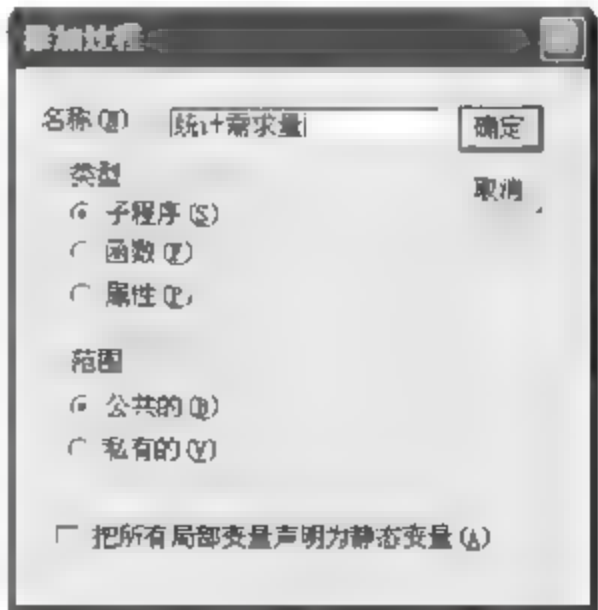 添加过程
名称(N) 统计需求量 确定
取消
类型
子程序(S)
函数(F)
属性(P)
范围
公共的(B)
私有的(V)
把所有局部变量声明为静态变量(A)